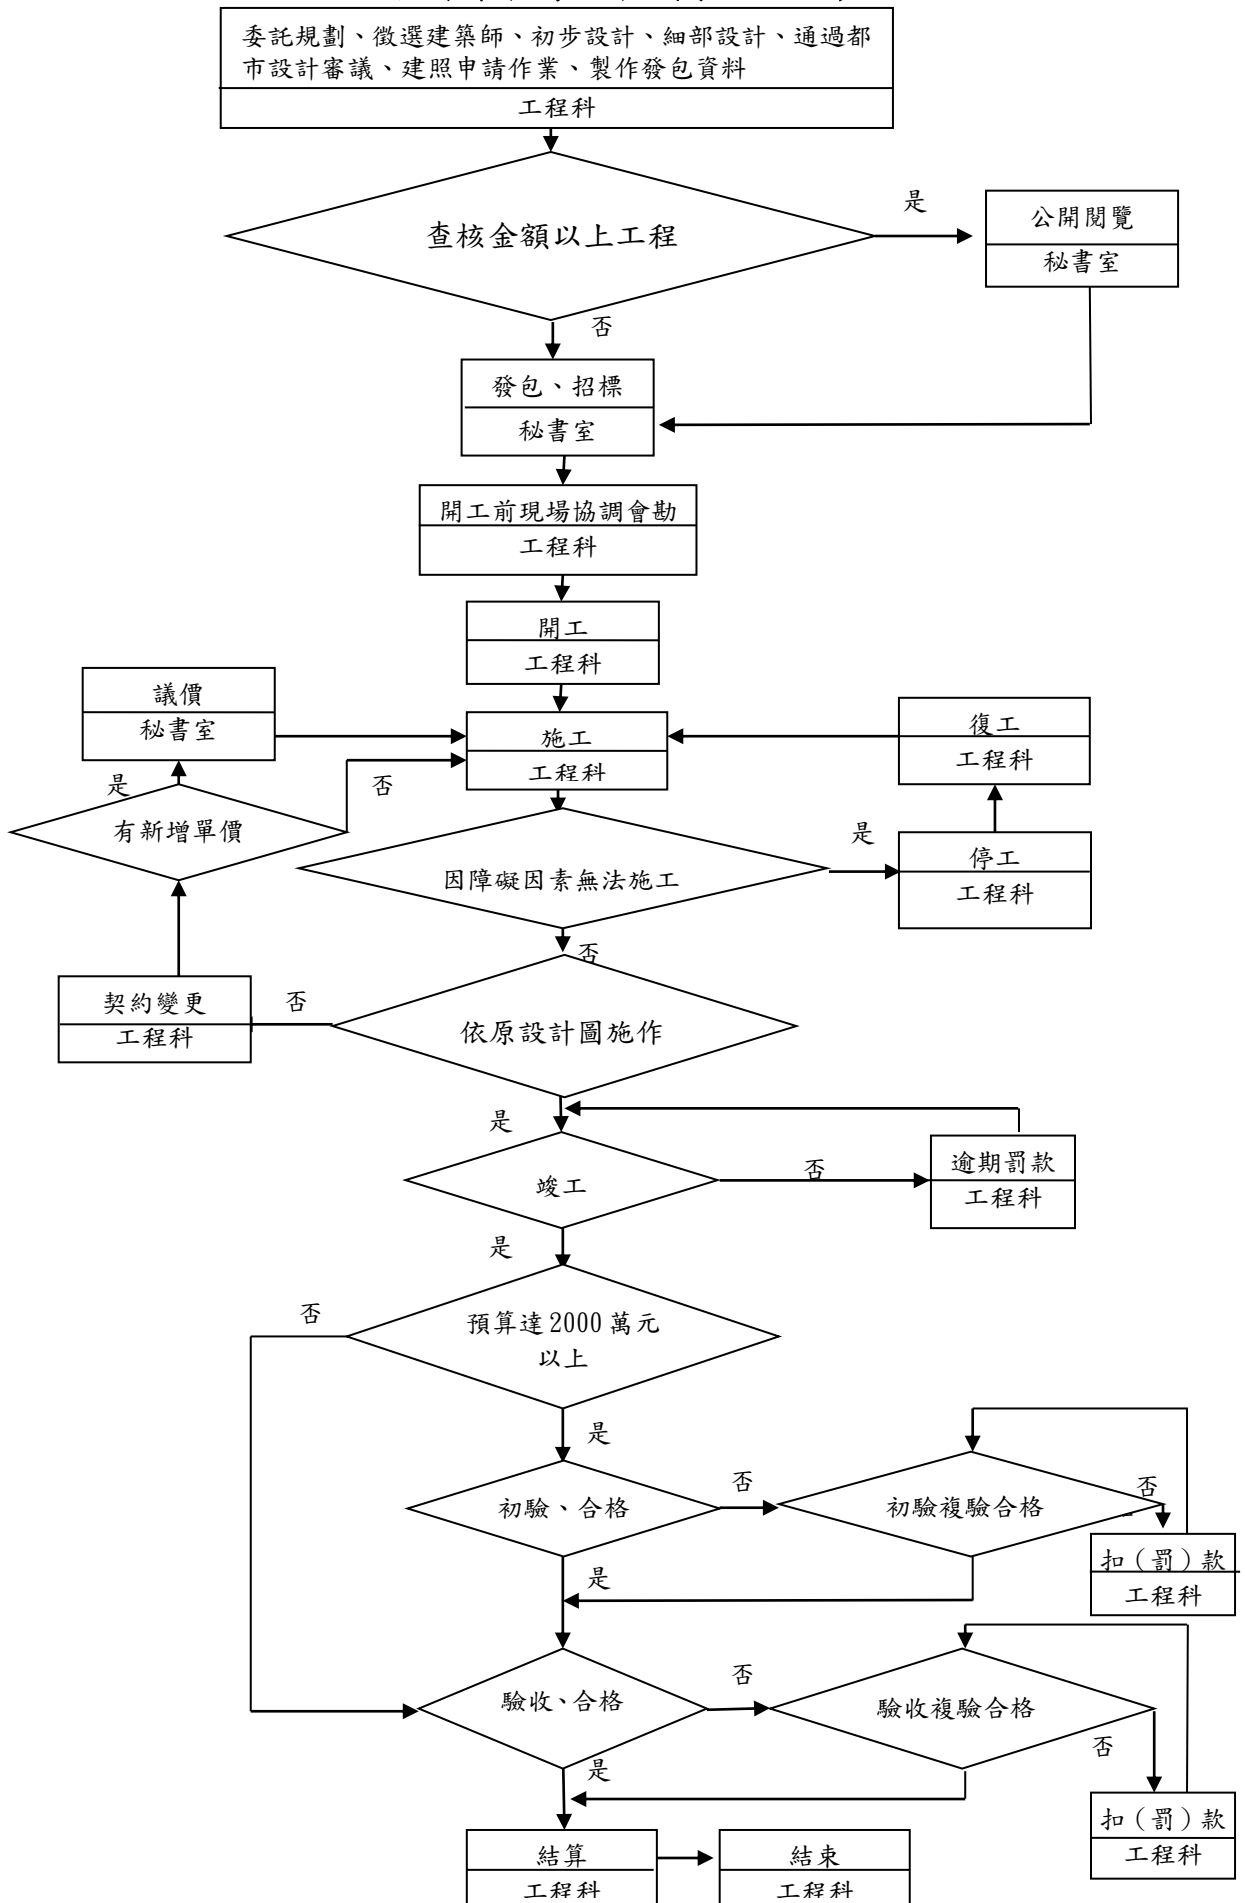 委託規劃、徵選建築師、初步設計、細部設計、通過都
市設計審議、建照申請作業、製作發包資料
工程科
查核金額以上工程
是
公開閱覽
秘書室
否
發包、招標
秘書室
開工前現場協調會勘
工程科
開工
工程科
議價
秘書室
施工
工程科
復工
工程科
是
否
有新增單價
因障礙因素無法施工
是
停工
工程科
否
契約變更
工程科
否
依原設計圖施作
是
竣工
否
逾期罰款
工程科
是
否
預算達2000萬元
以上
是
初驗、合格
否
初驗複驗合格
否
扣（罰）款
工程科
是
驗收、合格
否
驗收複驗合格
否
扣（罰）款
工程科
是
結算
工程科
結束
工程科